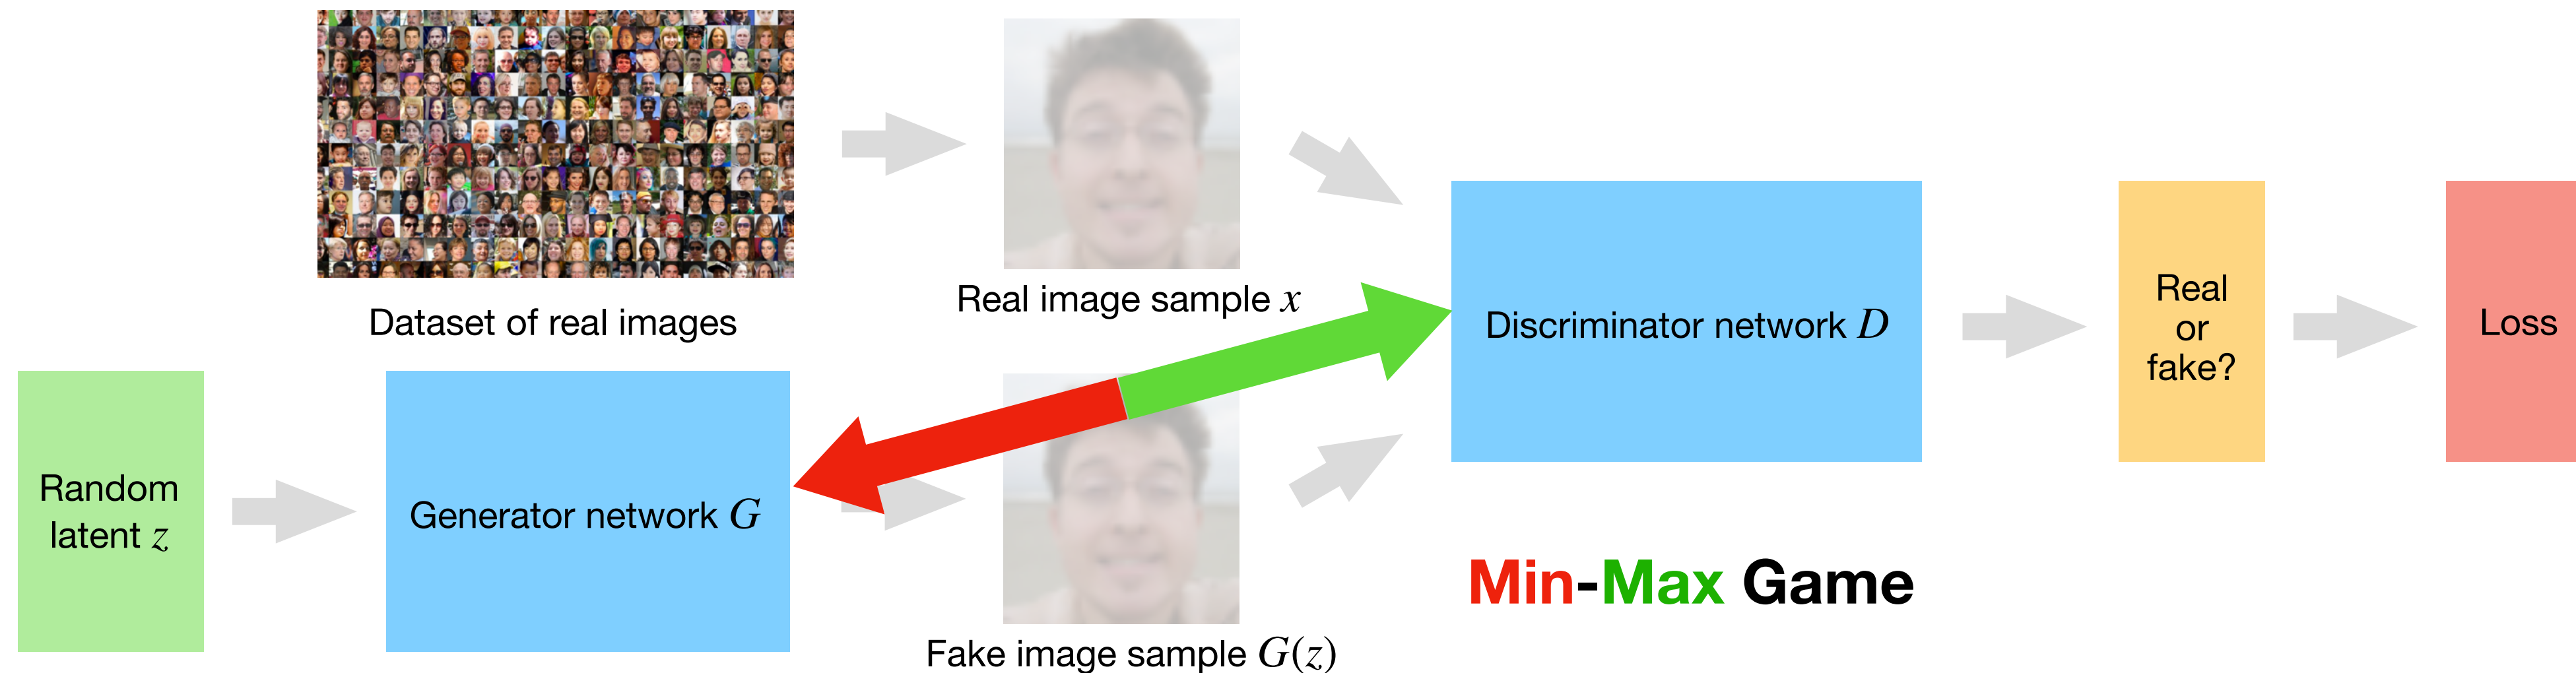 Dataset of real images
Real image sample x
Random
latent z
Generator network G
Fake image sample G(z)
Discriminator network D
Real
or
fake?
Loss
Min-Max Game